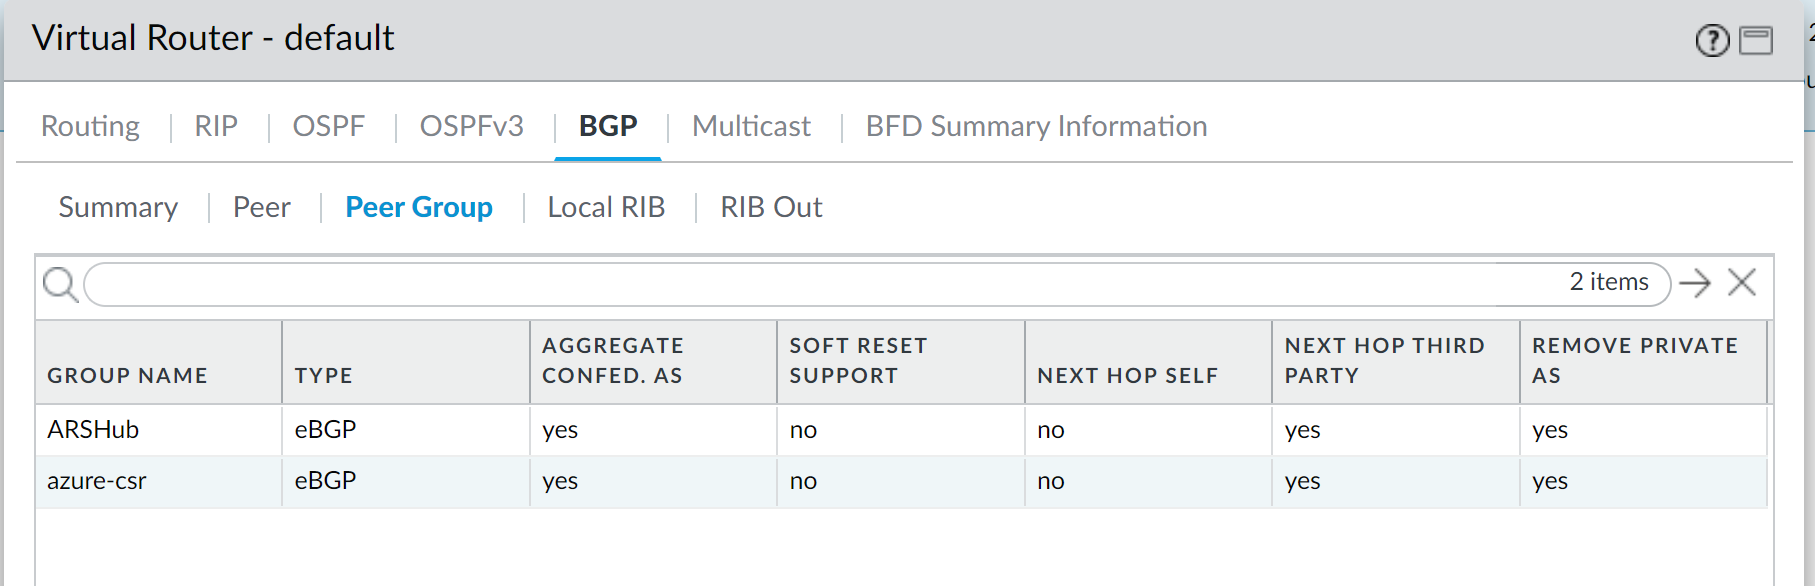 Virtual Router - default
Routing RIP OSPF OSPFv3 BGP Multicast BFD Summary Information
Summary Peer Peer Group Local RIB RIB Out
2 items
GROUP NAME TYPE AGGREGATE CONFED. AS SOFT RESET SUPPORT NEXT HOP SELF NEXT HOP THIRD PARTY REMOVE PRIVATE AS
ARSHub eBGP yes no no yes yes
azure-csr eBGP yes no no yes yes